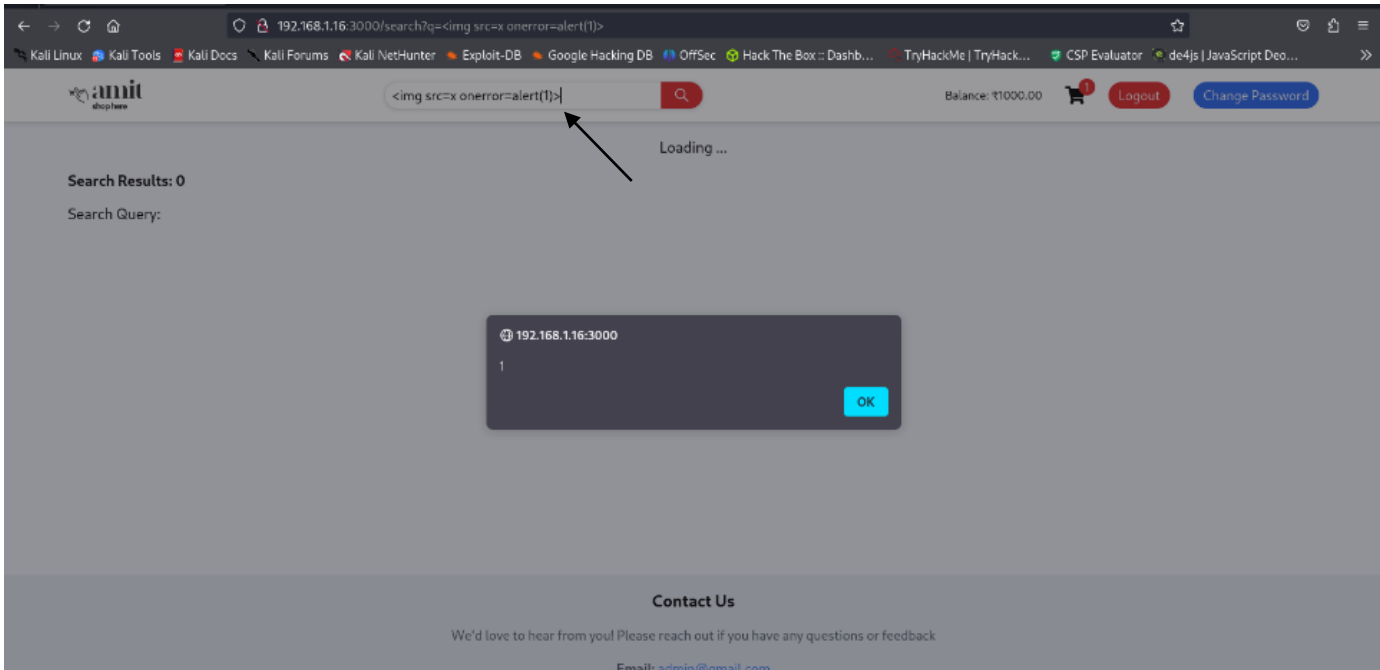 192.168.1.16:3000/search?q=<img src=x onerror=alert(1)>
Kali Linux Kali Tools Kali Docs Kali Forums Kali NetHunter Exploit-DB Google Hacking DB OffSec Hack The Box :: Dashb... TryHackMe | TryHack... CSP Evaluator de4js | JavaScript Deo...
amit
shop here
<img src=x onerror=alert(1)>
Balance: ₹1000.00 1 Logout Change Password
Loading ...
Search Results: 0
Search Query:
192.168.1.16:3000
1
OK
Contact Us
We'd love to hear from you! Please reach out if you have any questions or feedback
Email: admin@gmail.com